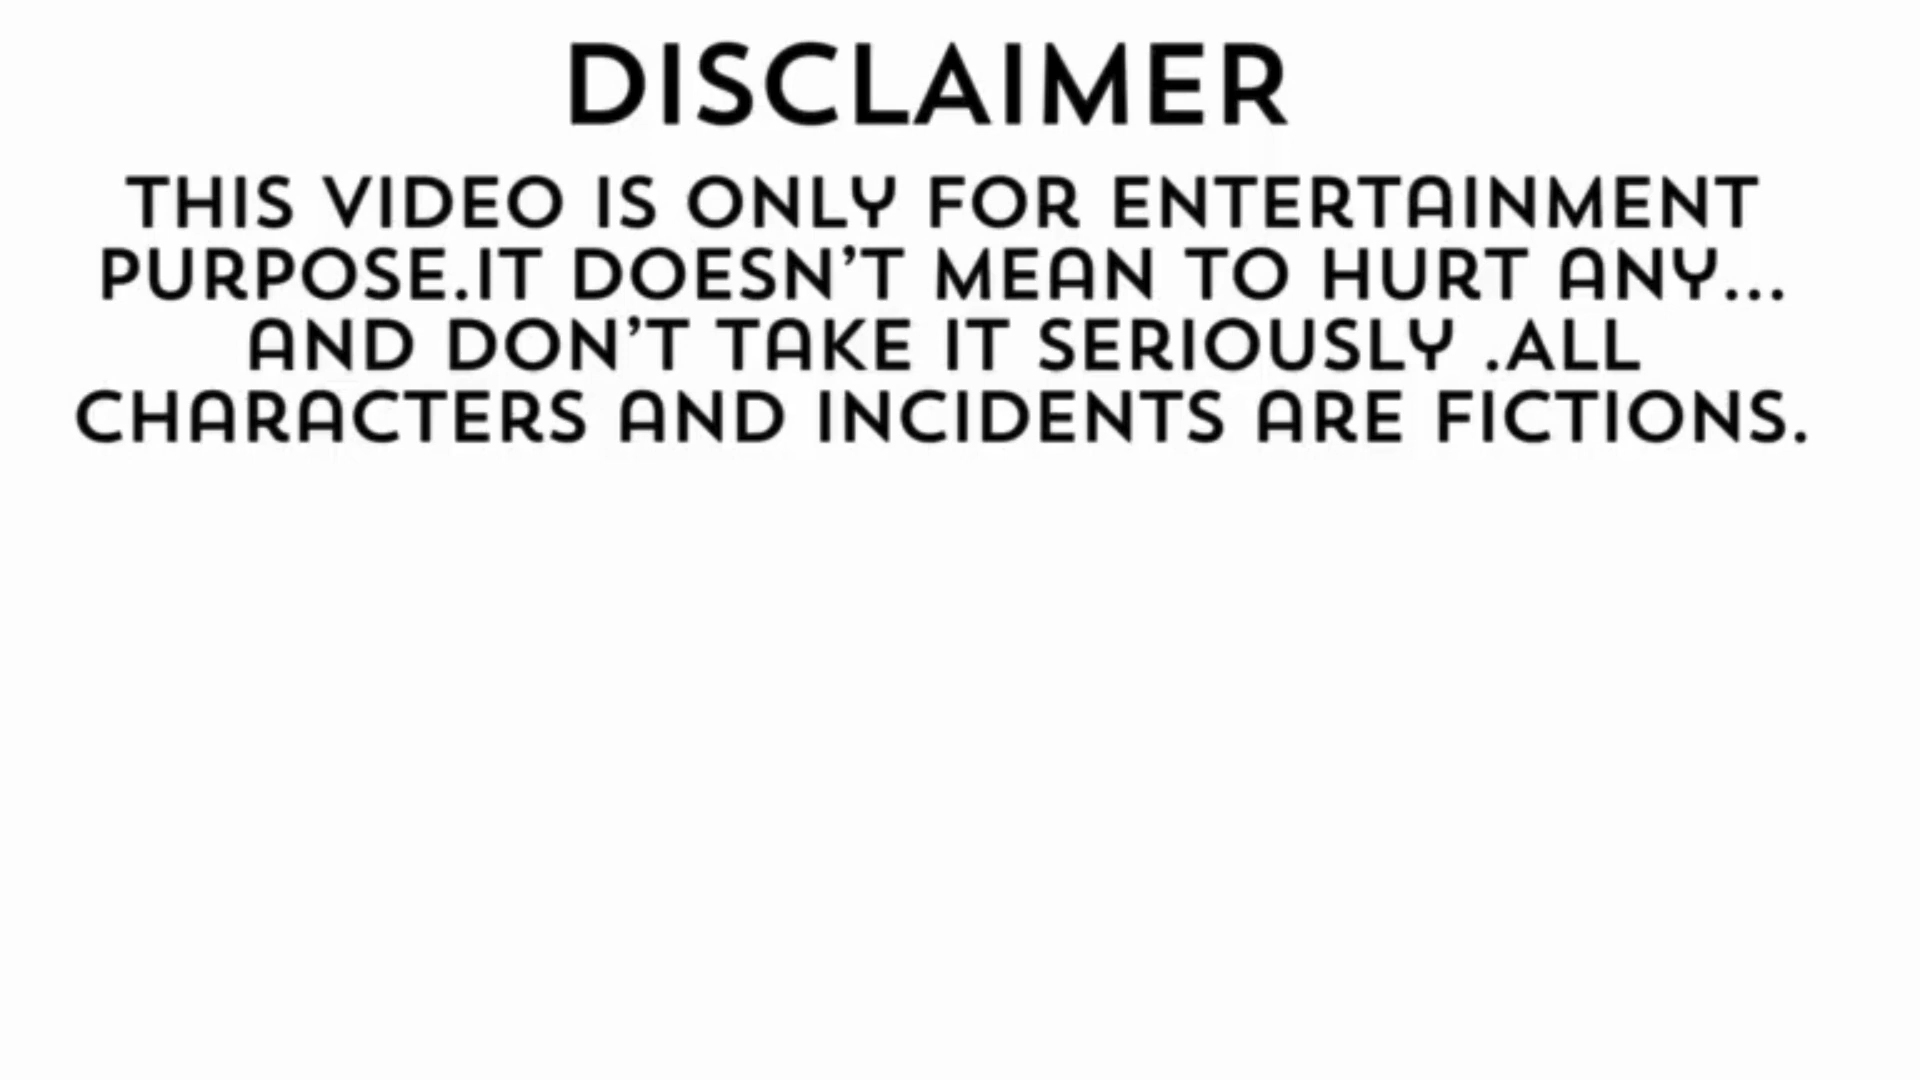 DISCLAIMER
THIS VIDEO IS ONLY FOR ENTERTAINMENT
PURPOSE.IT DOESN'T MEAN TO HURT ANY...
AND DON'T TAKE IT SERIOUSLY .ALL
CHARACTERS AND INCIDENTS ARE FICTIONS.